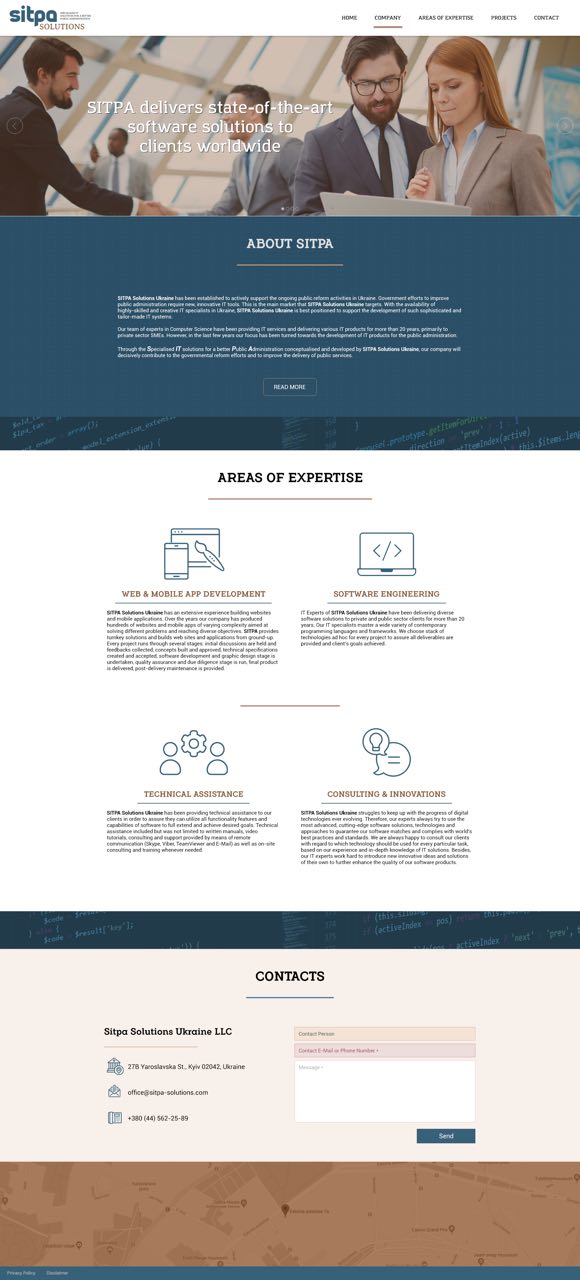 sitpa
SOLUTIONS
HOME
COMPANY
AREAS OF EXPERTISE
PROJECTS
CONTACT
SITPA delivers state-of-the-art
software solutions to
clients worldwide
ABOUT SITPA
SITPA Solutions Ukraine has been established to actively support the ongoing public reform activities in Ukraine. Government efforts to improve
public administration require new, innovative IT tools. This is the main market that SITPA Solutions Ukraine targets. With the availability of
highly-skilled and creative IT specialists in Ukraine, SITPA Solutions Ukraine is best positioned to support the development of such sophisticated and
tailor-made IT systems.
Our team of experts in Computer Science have been providing IT services and delivering various IT products for more than 20 years, primarily to
private sector SMEs. However, in the last few years our focus has been turned towards the development of IT products for the public administration.
Through the Specialised IT solutions for a better Public Administration conceptualised and developed by SITPA Solutions Ukraine, our company will
decisively contribute to the governmental reform efforts and to improve the delivery of public services.
READ MORE
= array();
350
}
carousel.prototype.getItemForDirection
'prev'
itemIndex(active)
this.$items
AREAS OF EXPERTISE
WEB & MOBILE APP DEVELOPMENT
SITPA Solutions Ukraine has an extensive experience building websites
and mobile applications. Over the years our company has produced
hundreds of websites and mobile apps of varying complexity aimed at
solving different problems and reaching diverse objectives. SITPA provides
turnkey solutions and builds web sites and applications from ground-up.
Every project runs through several stages: initial discussions are held and
feedbacks collected, concepts built and approved, technical specifications
created and accepted, software development and graphic design stage is
undertaken, quality assurance and due diligence stage is run, final product
is delivered, post-delivery maintenance is provided.
SOFTWARE ENGINEERING
IT Experts of SITPA Solutions Ukraine have been delivering diverse
software solutions to private and public sector clients for more than 20
years. Our IT specialists master a wide variety of contemporary
programming languages and frameworks. We choose stack of
technologies ad hoc for every project to assure all deliverables are
provided and client's goals achieved.
TECHNICAL ASSISTANCE
SITPA Solutions Ukraine has been providing technical assistance to our
clients in order to assure they can utilize all functionality features and
capabilities of software to full extend and achieve desired goals. Technical
assistance included but was not limited to written manuals, video
tutorials, consulting and support provided by means of remote
communication (Skype, Viber, TeamViewer and E-Mail) as well as on-site
consulting and training whenever needed.
CONSULTING & INNOVATIONS
SITPA Solutions Ukraine struggles to keep up with the progress of digital
technologies ever evolving. Therefore, our experts always try to use the
most advanced, cutting-edge software solutions, technologies and
approaches to guarantee our software matches and complies with world's
best practices and standards. We are always happy to consult our clients
with regard to which technology should be used for every particular task,
based on our experience and in-depth knowledge of IT solutions. Besides,
our IT experts work hard to introduce new innovative ideas and solutions
of their own to further enhance the quality of our products.
$code
} else {
$code = $result['key'];
if (activeIndex == pos) return
'next' : 'prev',
CONTACTS
Sitpa Solutions Ukraine LLC
27B Yaroslavska St., Kyiv 02042, Ukraine
office@sitpa-solutions.com
+380 (44) 562-25-89
Contact Person
Contact E-Mail or Phone Number *
Message *
Send
Privacy Policy
Disclaimer